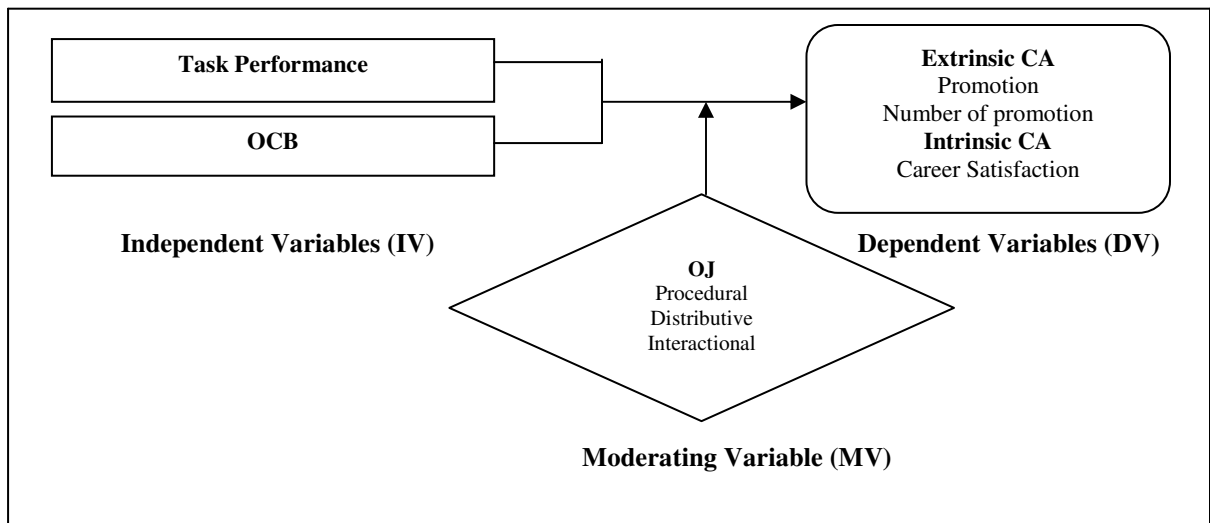 Task Performance
OCB
Independent Variables (IV)
Extrinsic CA
Promotion
Number of promotion
Intrinsic CA
Career Satisfaction
Dependent Variables (DV)
OJ
Procedural
Distributive
Interactional
Moderating Variable (MV)